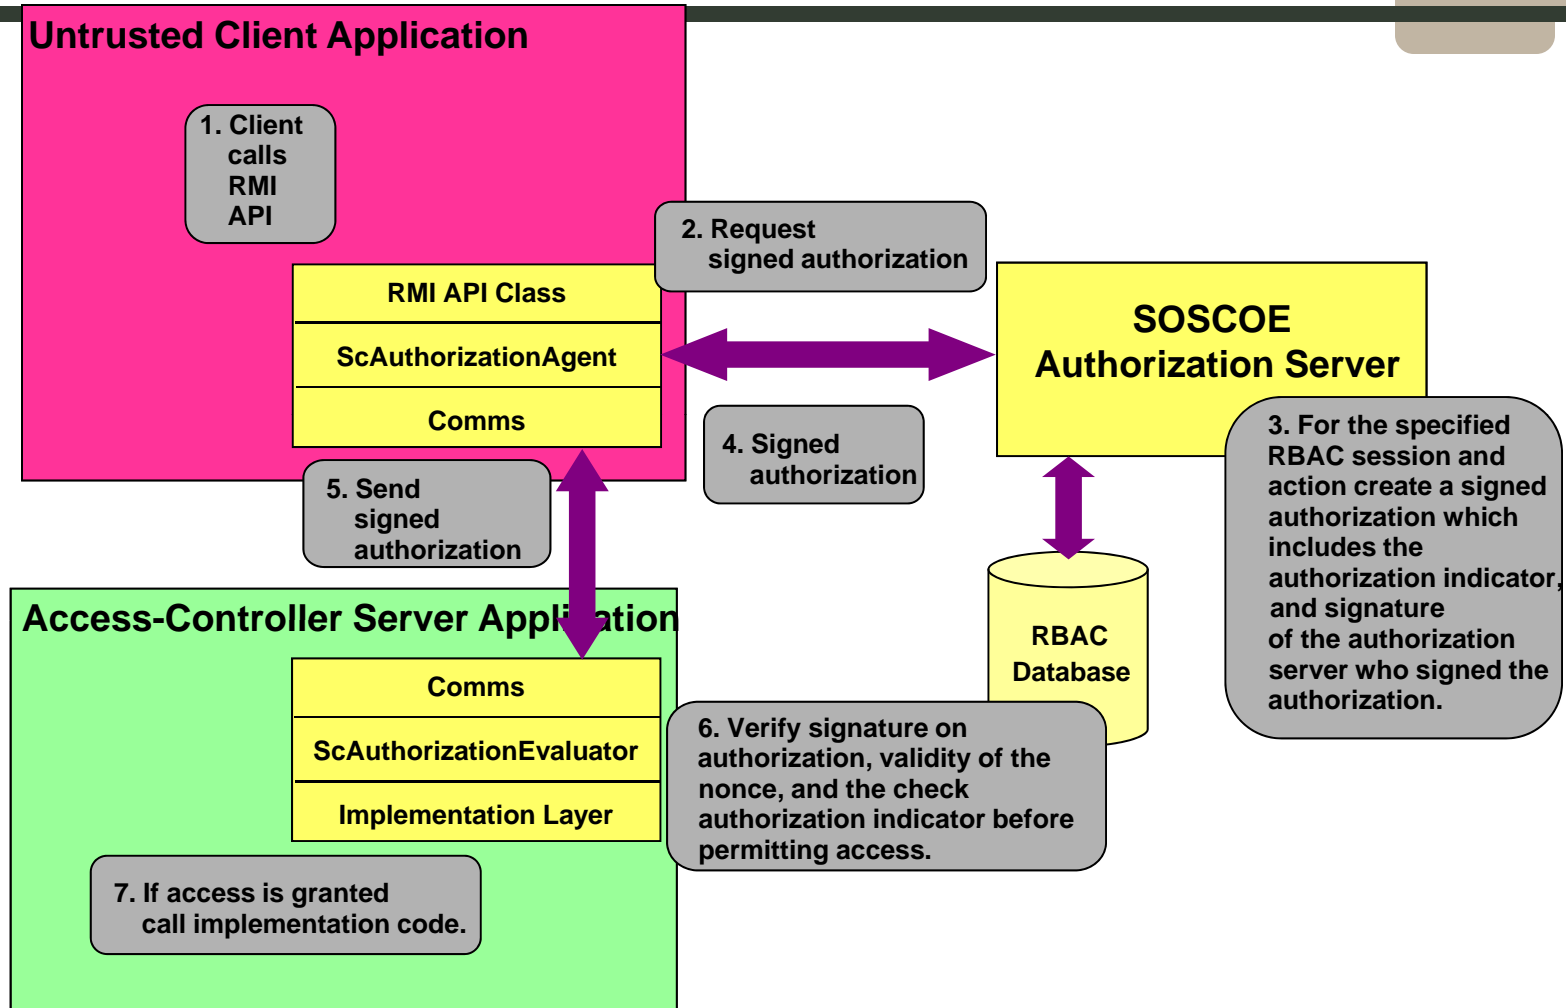 Untrusted Client Application
1. Client
calls
RMI
API
2. Request
signed authorization
RMI API Class
ScAuthorizationAgent
Comms
SOSCOE
Authorization Server
3. For the specified
RBAC session and
action create a signed
authorization which
includes the
authorization indicator,
and signature
of the authorization
server who signed the
authorization.
4. Signed
authorization
5. Send
signed
authorization
RBAC
Database
Access-Controller Server Application
Comms
ScAuthorizationEvaluator
Implementation Layer
6. Verify signature on
authorization, validity of the
nonce, and the check
authorization indicator before
permitting access.
7. If access is granted
call implementation code.